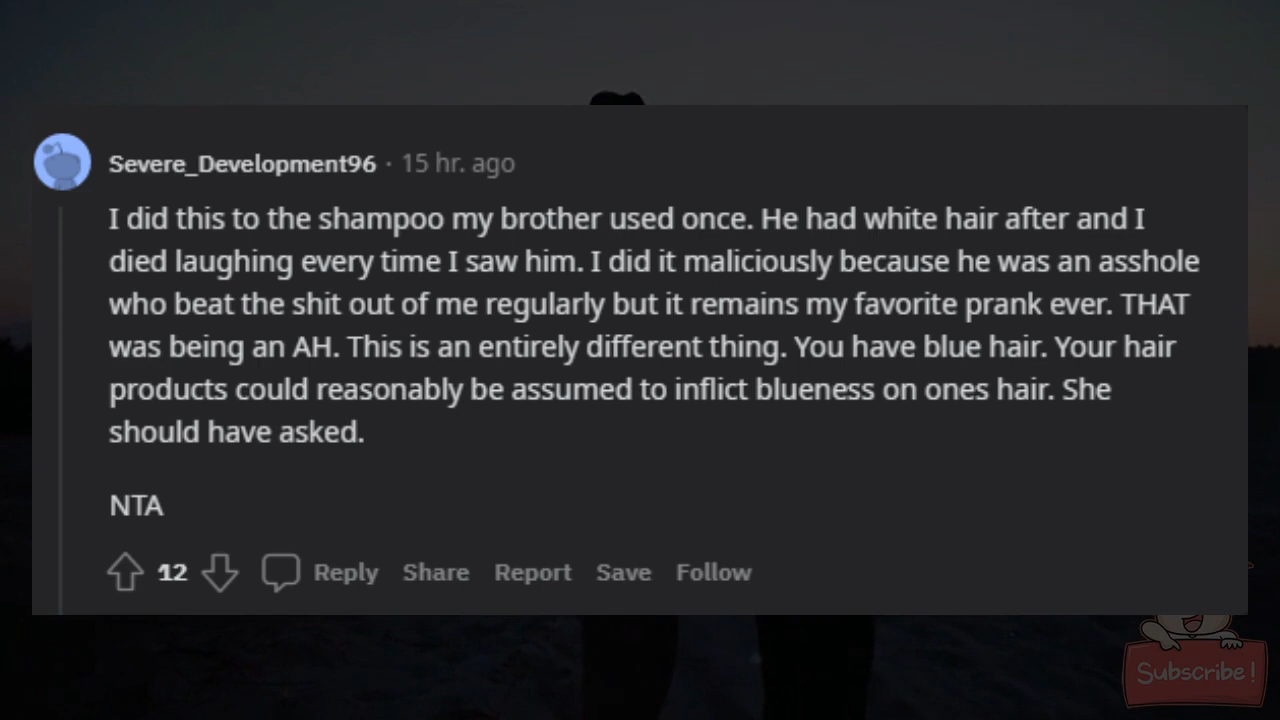 Severe_Development96 · 15 hr. ago
I did this to the shampoo my brother used once. He had white hair after and I
died laughing every time I saw him. I did it maliciously because he was an asshole
who beat the shit out of me regularly but it remains my favorite prank ever. THAT
was being an AH. This is an entirely different thing. You have blue hair. Your hair
products could reasonably be assumed to inflict blueness on ones hair. She
should have asked.
NTA
12 Reply Share Report Save Follow
Subscribe!